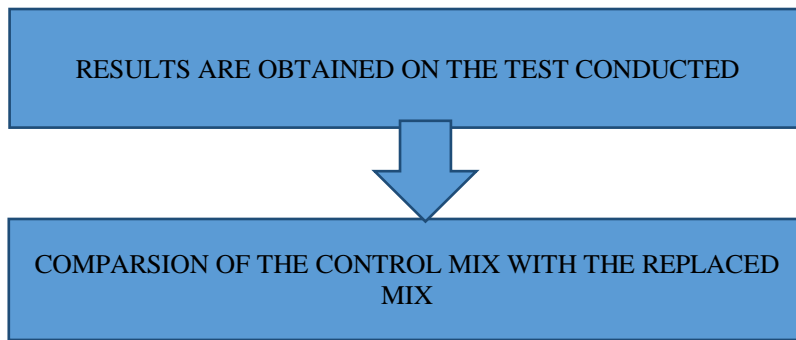 RESULTS ARE OBTAINED ON THE TEST CONDUCTED
COMPARSION OF THE CONTROL MIX WITH THE REPLACED
MIX